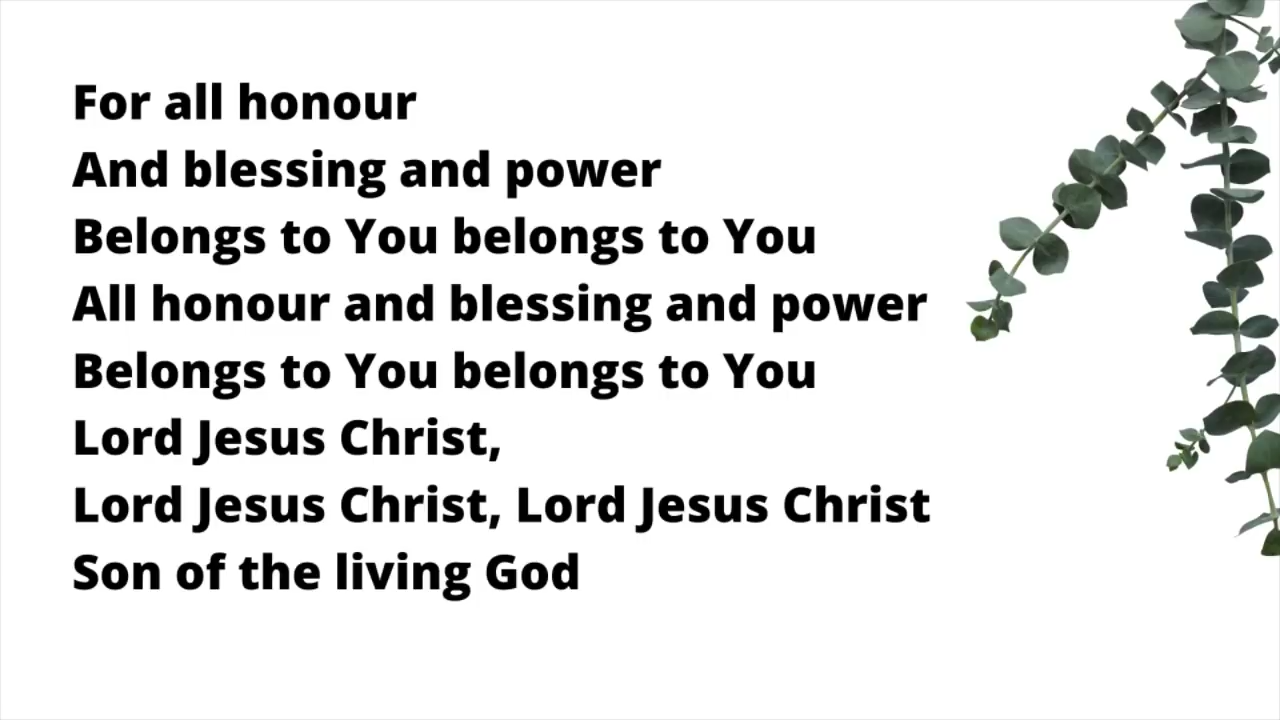 For all honour
And blessing and power
Belongs to You belongs to You
All honour and blessing and power
Belongs to You belongs to You
Lord Jesus Christ,
Lord Jesus Christ, Lord Jesus Christ
Son of the living God